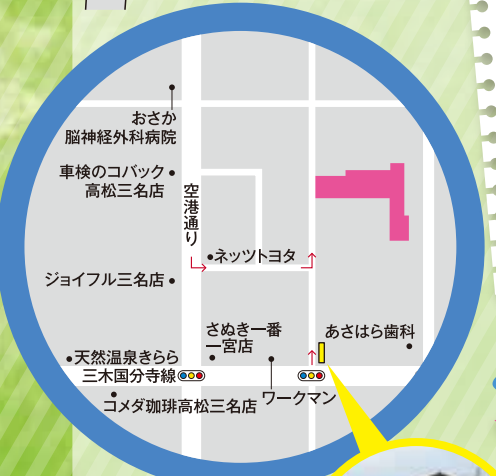 おさか
脳神経外科病院
車検のコバック
高松三名店
空港通り
ネッツトヨタ
ジョイフル三名店
さぬき一番
一宮店
あさはら歯科
天然温泉きらら
三木国分寺線
ワークマン
コメダ珈琲高松三名店